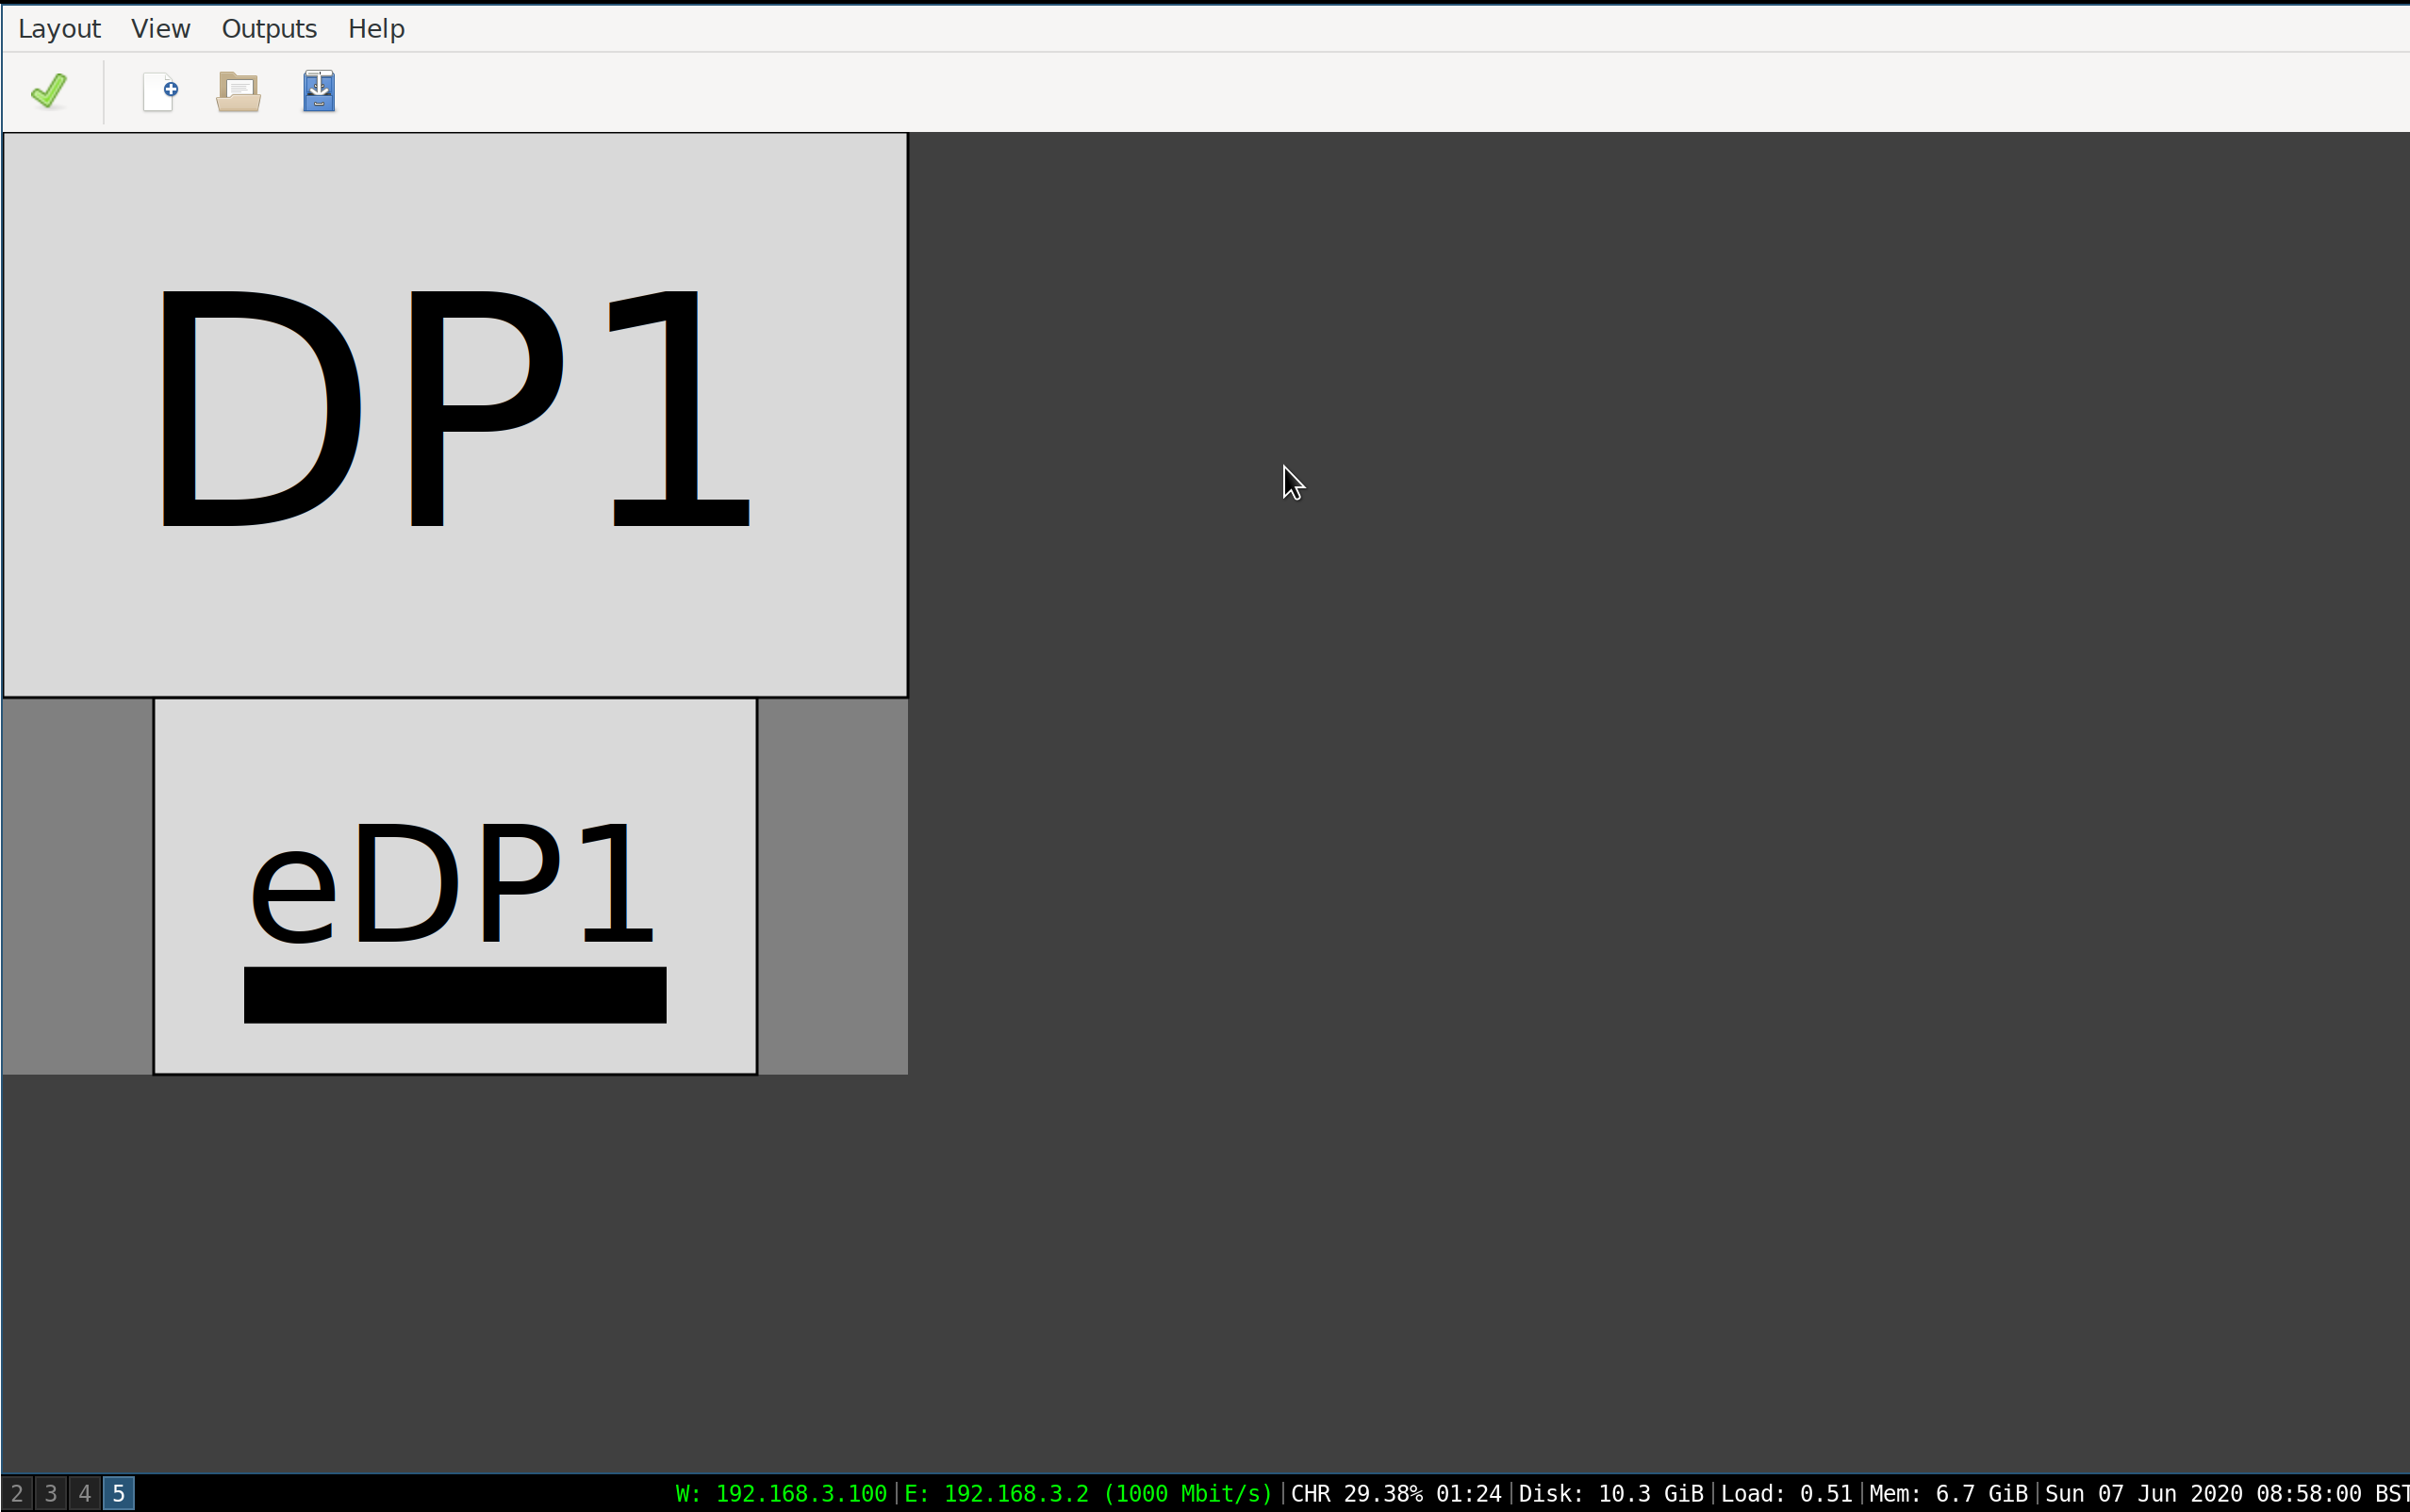 Layout View Outputs Help
DP1
eDP1
2 3 4 5 W: 192.168.3.100|E: 192.168.3.2 (1000 Mbit/s)|CHR 29.38% 01:24|Disk: 10.3 GiB|Load: 0.51|Mem: 6.7 GiB|Sun 07 Jun 2020 08:58:00 BST